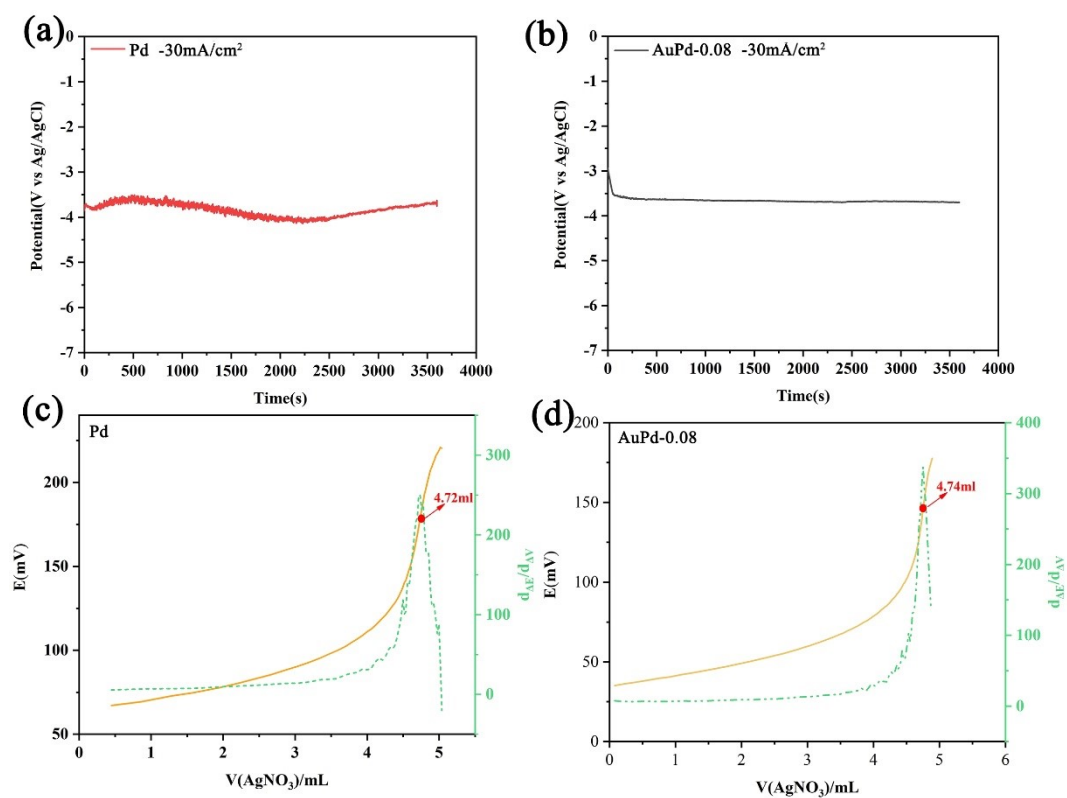 (a)
0
-1
-2
-3
-4
-5
-6
-7
Potential(V vs Ag/AgCl)
Pd -30mA/cm²
0 500 1000 1500 2000 2500 3000 3500 4000
Time(s)
(b)
0
-1
-2
-3
-4
-5
-6
-7
Potential(V vs Ag/AgCl)
AuPd-0.08 -30mA/cm²
0 500 1000 1500 2000 2500 3000 3500 4000
Time(s)
(c)
Pd
200
150
100
50
E(mV)
4.72ml
300
200
100
0
d_ΔE/d_ΔV
0 1 2 3 4 5
V(AgNO₃)/mL
(d)
AuPd-0.08
200
150
100
50
0
E(mV)
4.74ml
400
300
200
100
0
d_ΔE/d_ΔV
0 1 2 3 4 5 6
V(AgNO₃)/mL